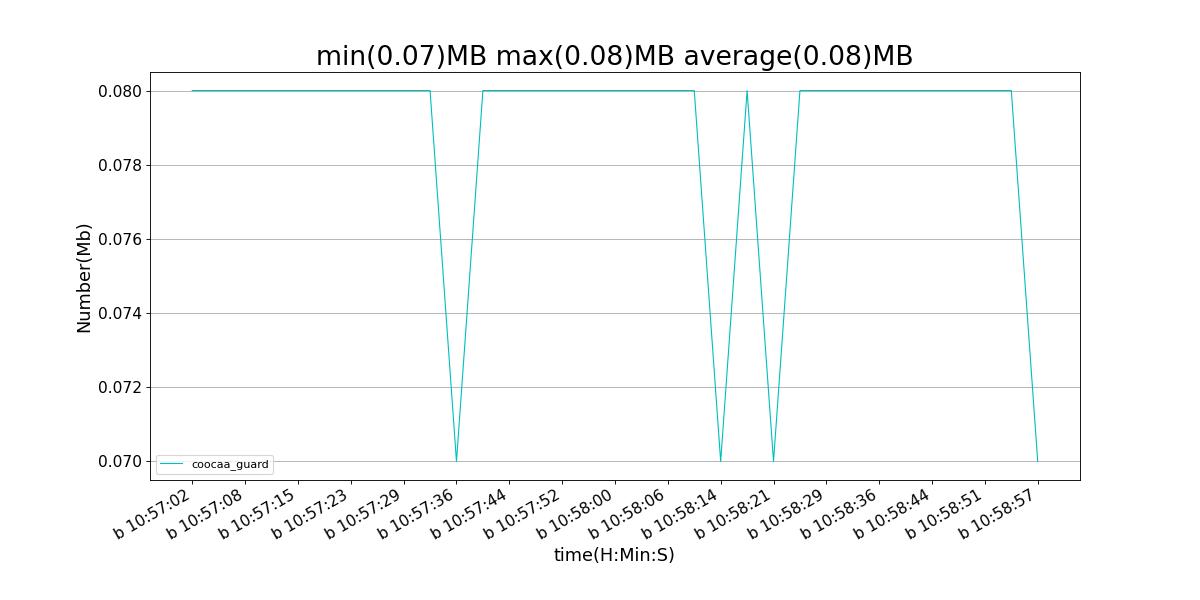 min(0.07)MB max(0.08)MB average(0.08)MB
0.080
0.078
0.076
0.074
0.072
0.070
Number(Mb)
coocaa_guard
b 10:57:02
b 10:57:08
b 10:57:15
b 10:57:23
b 10:57:29
b 10:57:36
b 10:57:44
b 10:57:52
b 10:58:00
b 10:58:06
b 10:58:14
b 10:58:21
b 10:58:29
b 10:58:36
b 10:58:44
b 10:58:51
b 10:58:57
time(H:Min:S)